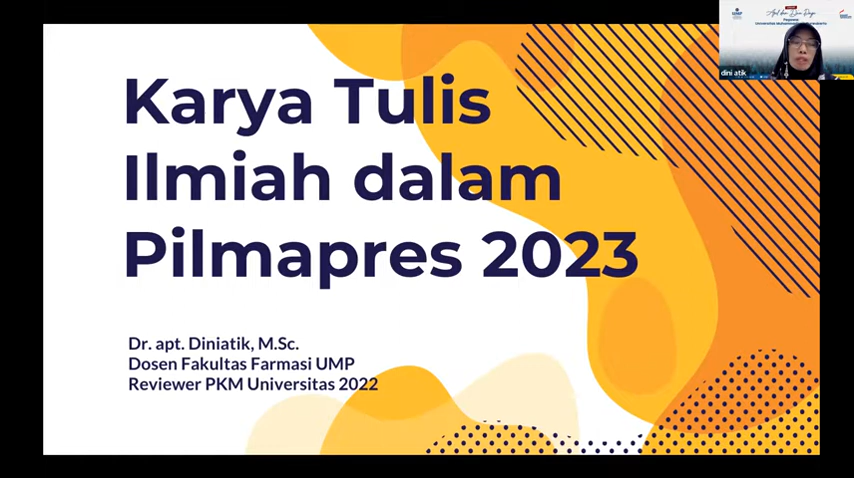 Karya Tulis
Ilmiah dalam
Pilmapres 2023
Dr. apt. Diniatik, M.Sc.
Dosen Fakultas Farmasi UMP
Reviewer PKM Universitas 2022
dini atik